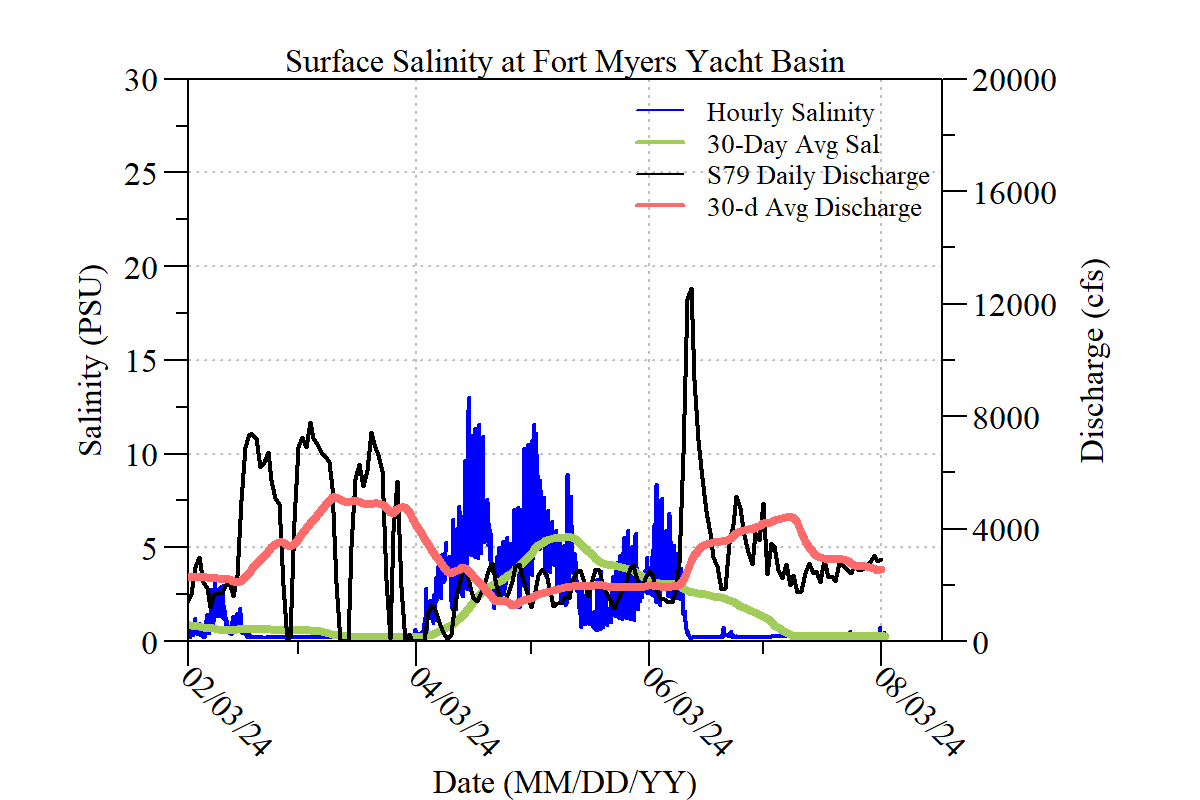 Surface Salinity at Fort Myers Yacht Basin
30
25
20
15
10
5
0
20000
16000
12000
8000
4000
0
Hourly Salinity
30-Day Avg Sal
S79 Daily Discharge
30-d Avg Discharge
Salinity (PSU)
Discharge (cfs)
02/03/24
04/03/24
06/03/24
08/03/24
Date (MM/DD/YY)